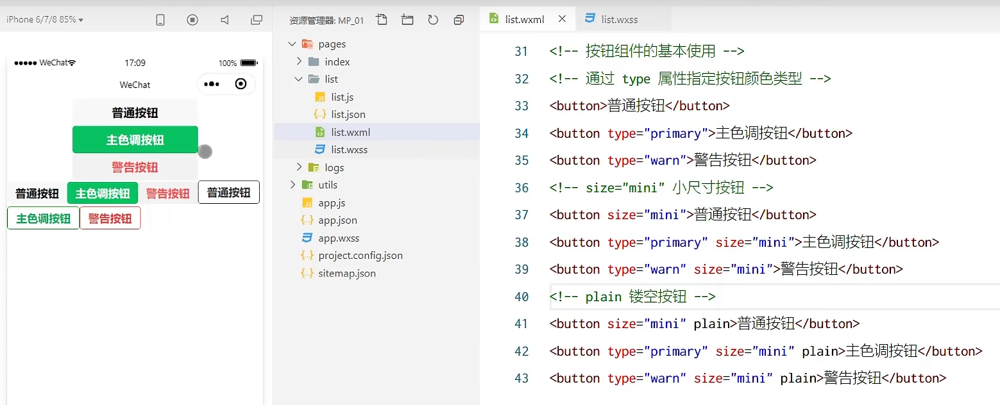 iPhone 6/7/8 85%
WeChat
17:09
100%
WeChat
普通按钮
主色调按钮
警告按钮
普通按钮
主色调按钮
警告按钮
普通按钮
主色调按钮
警告按钮
资源管理器: MP_01
pages
index
list
list.js
list.json
list.wxml
list.wxss
logs
utils
app.js
app.json
app.wxss
project.config.json
sitemap.json
list.wxml
list.wxss
31 <!-- 按钮组件的基本使用 -->
32 <!-- 通过 type 属性指定按钮颜色类型 -->
33 <button>普通按钮</button>
34 <button type="primary">主色调按钮</button>
35 <button type="warn">警告按钮</button>
36 <!-- size="mini" 小尺寸按钮 -->
37 <button size="mini">普通按钮</button>
38 <button type="primary" size="mini">主色调按钮</button>
39 <button type="warn" size="mini">警告按钮</button>
40 <!-- plain 镂空按钮 -->
41 <button size="mini" plain>普通按钮</button>
42 <button type="primary" size="mini" plain>主色调按钮</button>
43 <button type="warn" size="mini" plain>警告按钮</button>